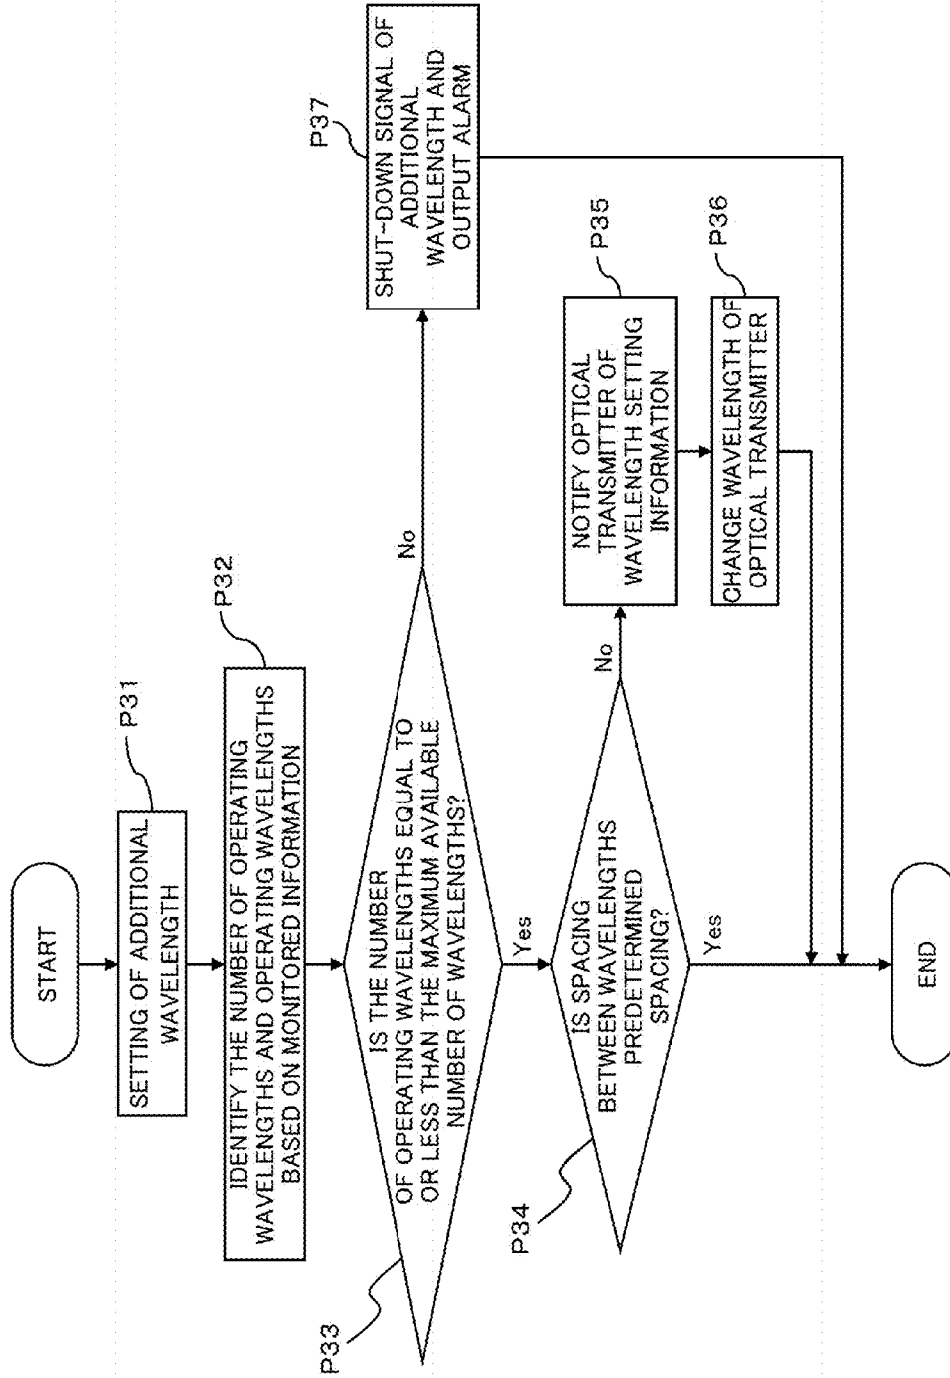 START
P31
SETTING OF ADDITIONAL
WAVELENGTH
P32
IDENTIFY THE NUMBER OF OPERATING
WAVELENGTHS AND OPERATING WAVELENGTHS
BASED ON MONITORED INFORMATION
P33
IS THE NUMBER
OF OPERATING WAVELENGTHS EQUAL TO
OR LESS THAN THE MAXIMUM AVAILABLE
NUMBER OF WAVELENGTHS?
No
P37
SHUT-DOWN SIGNAL OF
ADDITIONAL
WAVELENGTH AND
OUTPUT ALARM
Yes
P34
IS SPACING
BETWEEN WAVELENGTHS
PREDETERMINED
SPACING?
No
P35
NOTIFY OPTICAL
TRANSMITTER OF
WAVELENGTH SETTING
INFORMATION
P36
CHANGE WAVELENGTH OF
OPTICAL TRANSMITTER
Yes
END